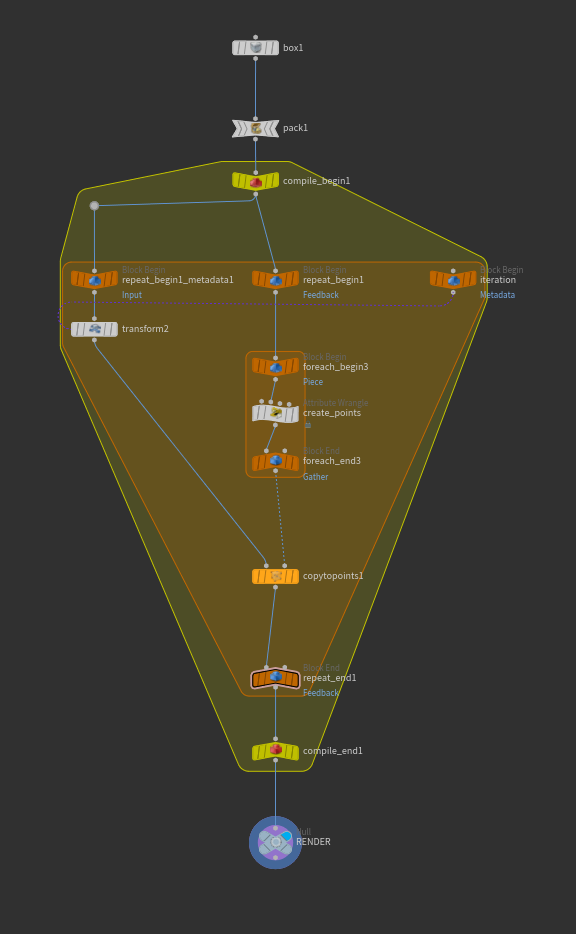 box1
pack1
compile_begin1
Block Begin
repeat_begin1_metadata1
Input
Block Begin
repeat_begin1
Feedback
Block Begin
iteration
Metadata
transform2
Block Begin
foreach_begin3
Piece
Attribute Wrangle
create_points
Block End
foreach_end3
Gather
copytopoints1
Block End
repeat_end1
Feedback
compile_end1
Null
RENDER